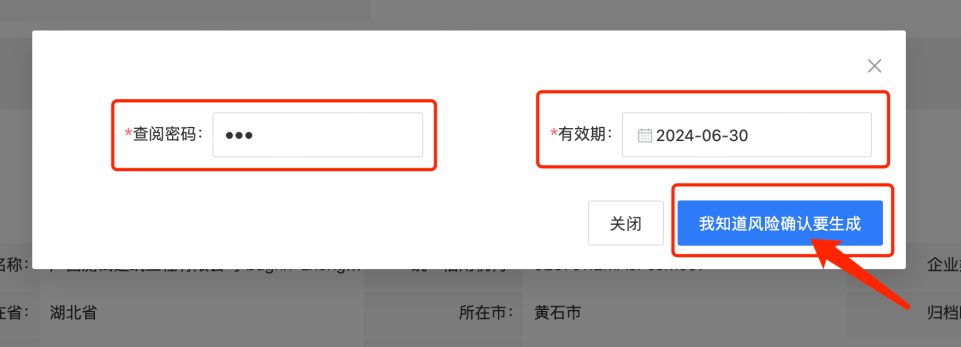 *查阅密码： ●●●
*有效期： 2024-06-30
关闭 我知道风险确认要生成
名称：
企业
在省： 湖北省 所在市： 黄石市 归档